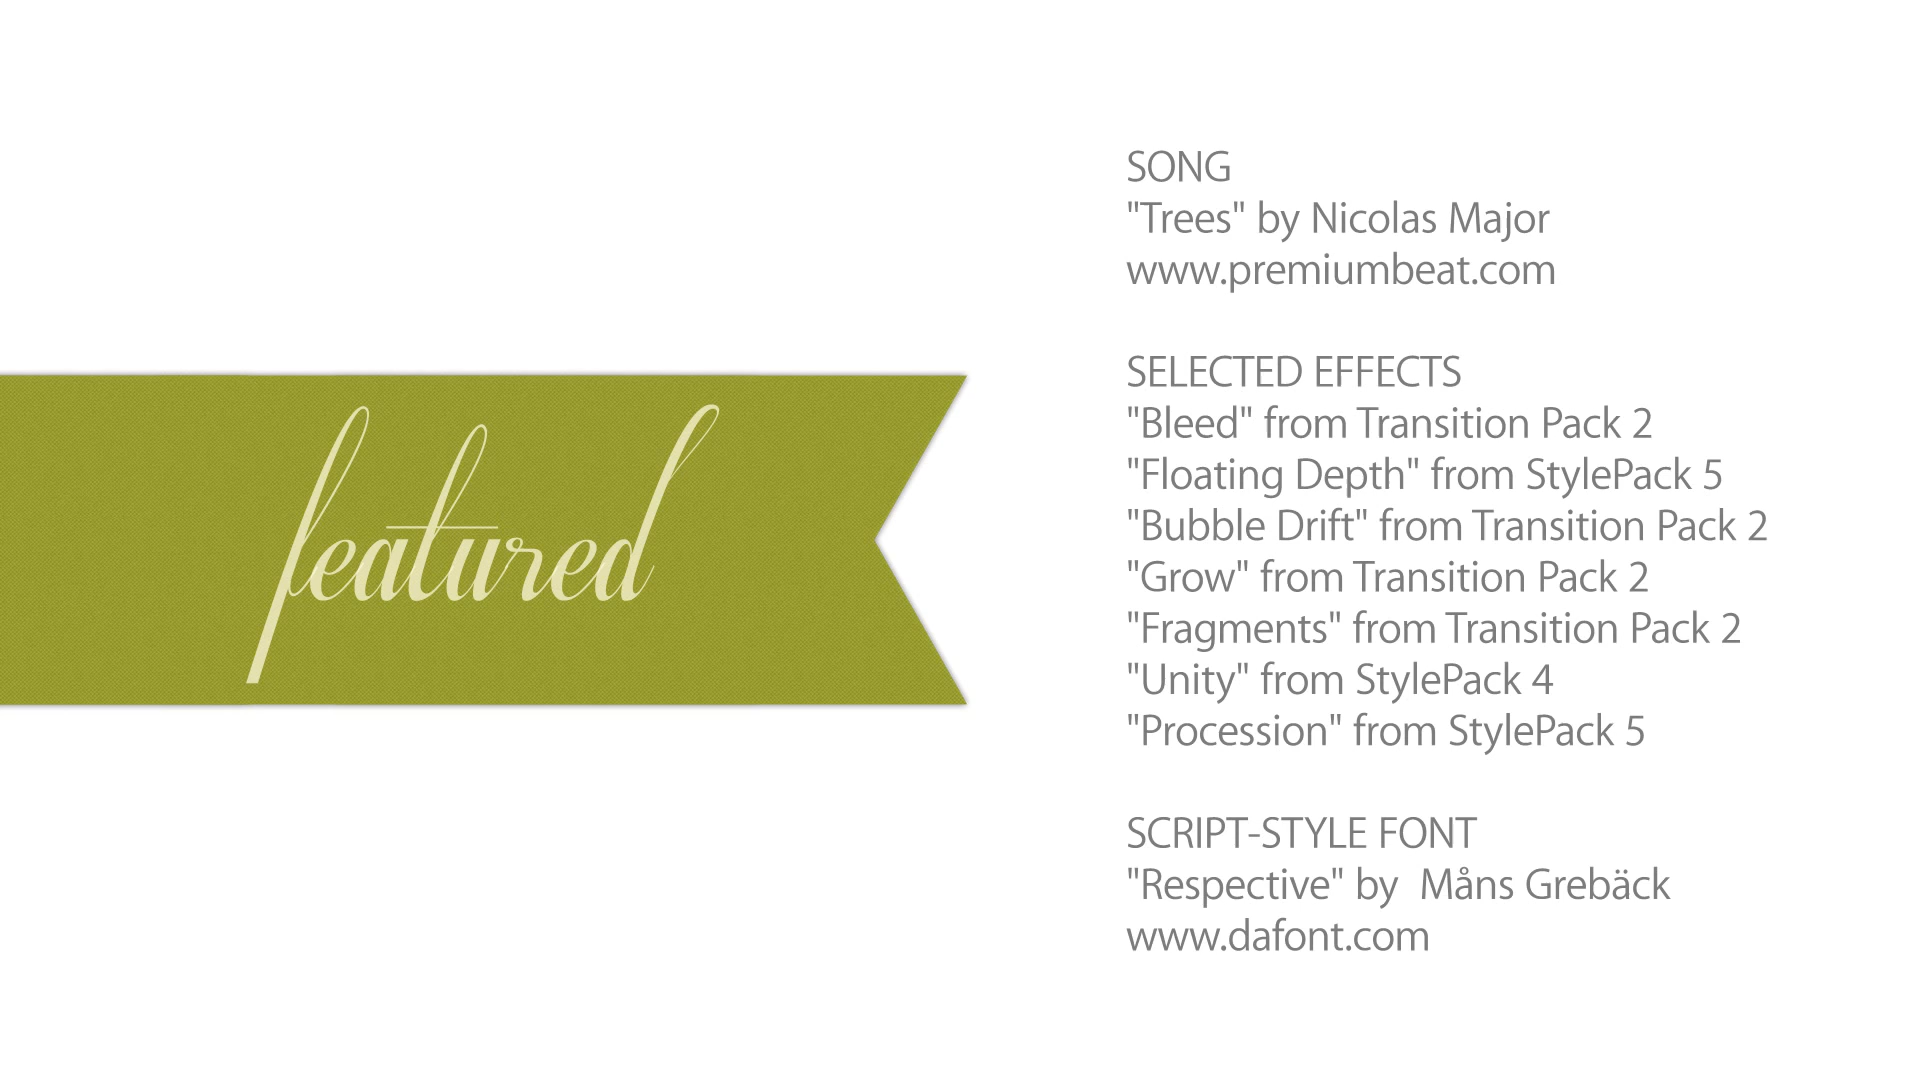 featured
SONG
"Trees" by Nicolas Major
www.premiumbeat.com
SELECTED EFFECTS
"Bleed" from Transition Pack 2
"Floating Depth" from StylePack 5
"Bubble Drift" from Transition Pack 2
"Grow" from Transition Pack 2
"Fragments" from Transition Pack 2
"Unity" from StylePack 4
"Procession" from StylePack 5
SCRIPT-STYLE FONT
"Respective" by  Måns Grebäck
www.dafont.com